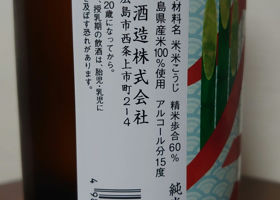 材料名 米、米こうじ 精米歩合60%
島県産米100%使用 アルコール分15度
純米
酒造株式会社
広島市西条上市町2-4
20歳になってから。
授乳期の飲酒は、胎児・乳児に
及ぼす恐れがあります。